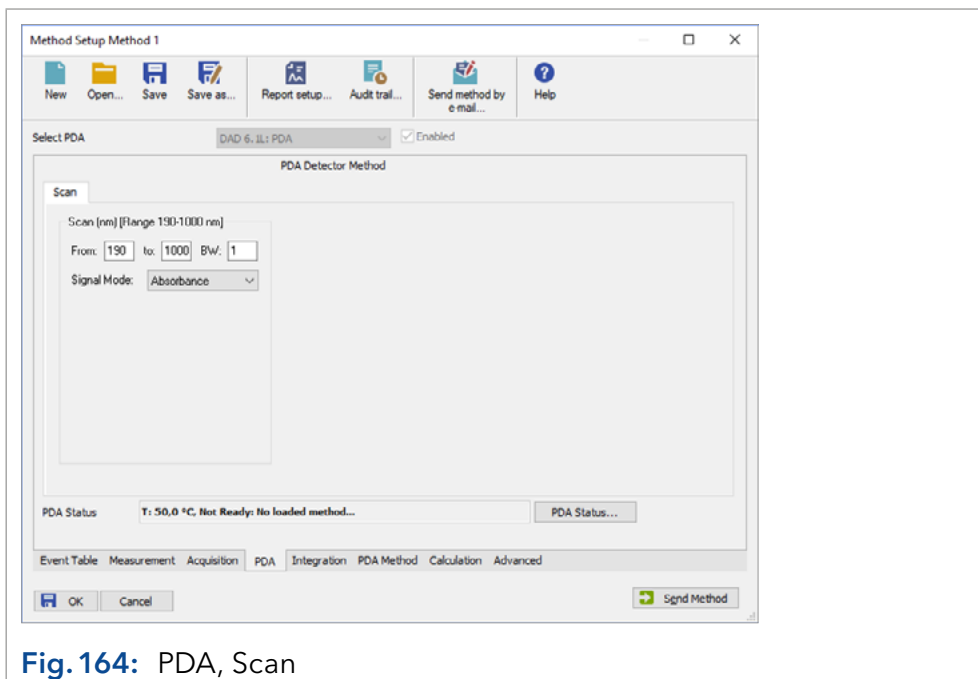 Method Setup Method 1
New Open... Save Save as... Report setup... Audit trail... Send method by e-mail... Help
Select PDA DAD 6.1L: PDA Enabled
PDA Detector Method
Scan
Scan (nm) [Range 190-1000 nm]
From: 190 to: 1000 BW: 1
Signal Mode: Absorbance
PDA Status T: 50,0 °C, Not Ready: No loaded method... PDA Status...
Event Table Measurement Acquisition PDA Integration PDA Method Calculation Advanced
OK Cancel Send Method
Fig. 164: PDA, Scan